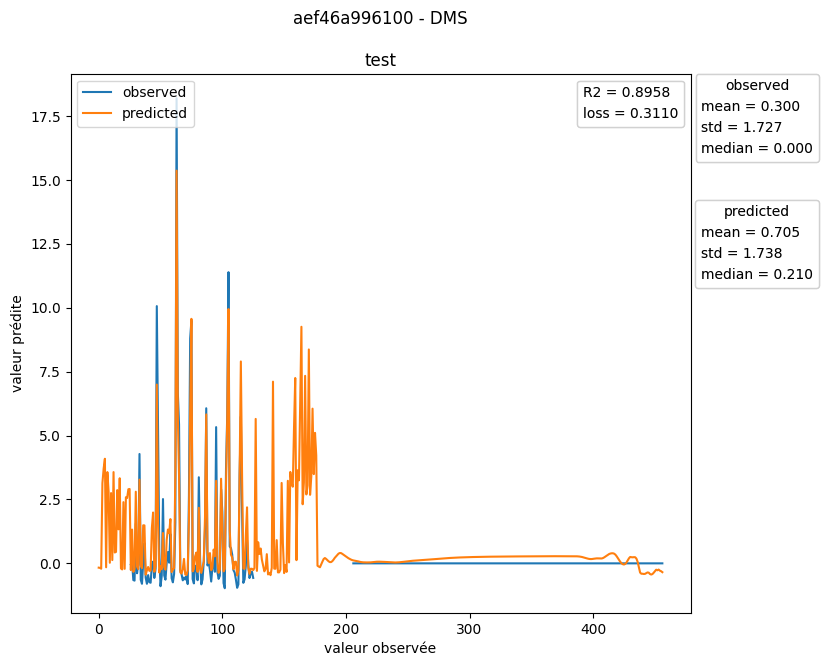 aef46a996100 - DMS
test
observed
predicted
R2 = 0.8958
loss = 0.3110
observed
mean = 0.300
std = 1.727
median = 0.000
predicted
mean = 0.705
std = 1.738
median = 0.210
valeur prédite
17.5
15.0
12.5
10.0
7.5
5.0
2.5
0.0
0
100
200
300
400
valeur observée